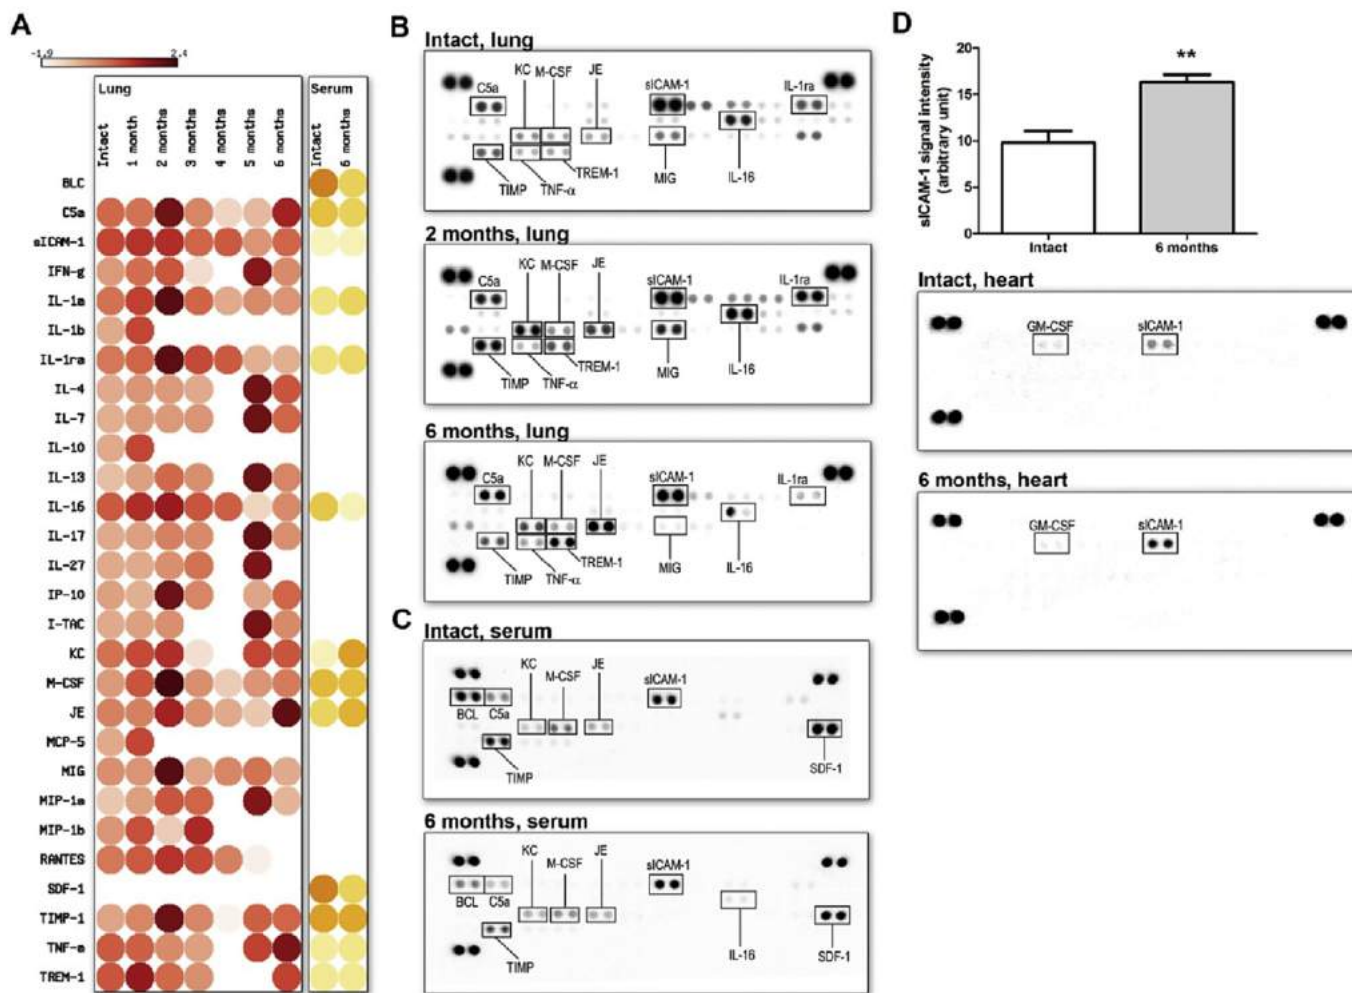 A
-1.9 2.4
Lung
Serum
Intact
1 month
2 months
3 months
4 months
5 months
6 months
Intact
6 months
BLC
C5a
sICAM-1
IFN-g
IL-1a
IL-1b
IL-1ra
IL-4
IL-7
IL-10
IL-13
IL-16
IL-17
IL-27
IP-10
I-TAC
KC
M-CSF
JE
MCP-5
MIG
MIP-1a
MIP-1b
RANTES
SDF-1
TIMP-1
TNF-a
TREM-1
B
Intact, lung
KC M-CSF JE
C5a sICAM-1 IL-1ra
TIMP TNF-α TREM-1 MIG IL-16
2 months, lung
KC M-CSF JE
C5a sICAM-1 IL-1ra
TIMP TNF-α TREM-1 MIG IL-16
6 months, lung
KC M-CSF JE
C5a sICAM-1 IL-1ra
TIMP TNF-α TREM-1 MIG IL-16
C
Intact, serum
KC M-CSF JE sICAM-1
BCL C5a
TIMP SDF-1
6 months, serum
KC M-CSF JE sICAM-1
BCL C5a
TIMP IL-16 SDF-1
D
sICAM-1 signal intensity
(arbitrary unit)
20
15
10
5
0
**
Intact 6 months
Intact, heart
GM-CSF sICAM-1
6 months, heart
GM-CSF sICAM-1